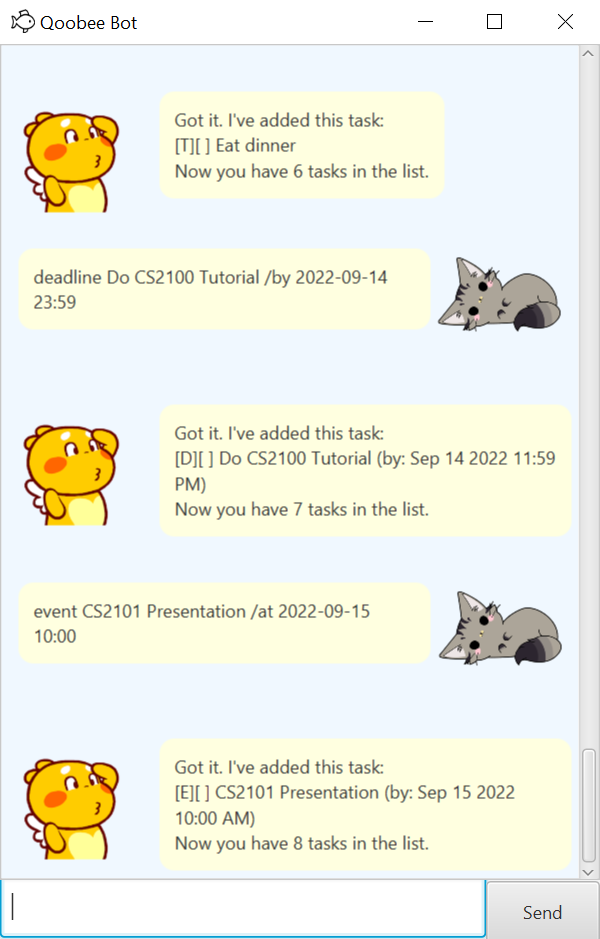 Qoobee Bot
Got it. I've added this task:
[T][ ] Eat dinner
Now you have 6 tasks in the list.
deadline Do CS2100 Tutorial /by 2022-09-14
23:59
Got it. I've added this task:
[D][ ] Do CS2100 Tutorial (by: Sep 14 2022 11:59
PM)
Now you have 7 tasks in the list.
event CS2101 Presentation /at 2022-09-15
10:00
Got it. I've added this task:
[E][ ] CS2101 Presentation (by: Sep 15 2022
10:00 AM)
Now you have 8 tasks in the list.
Send